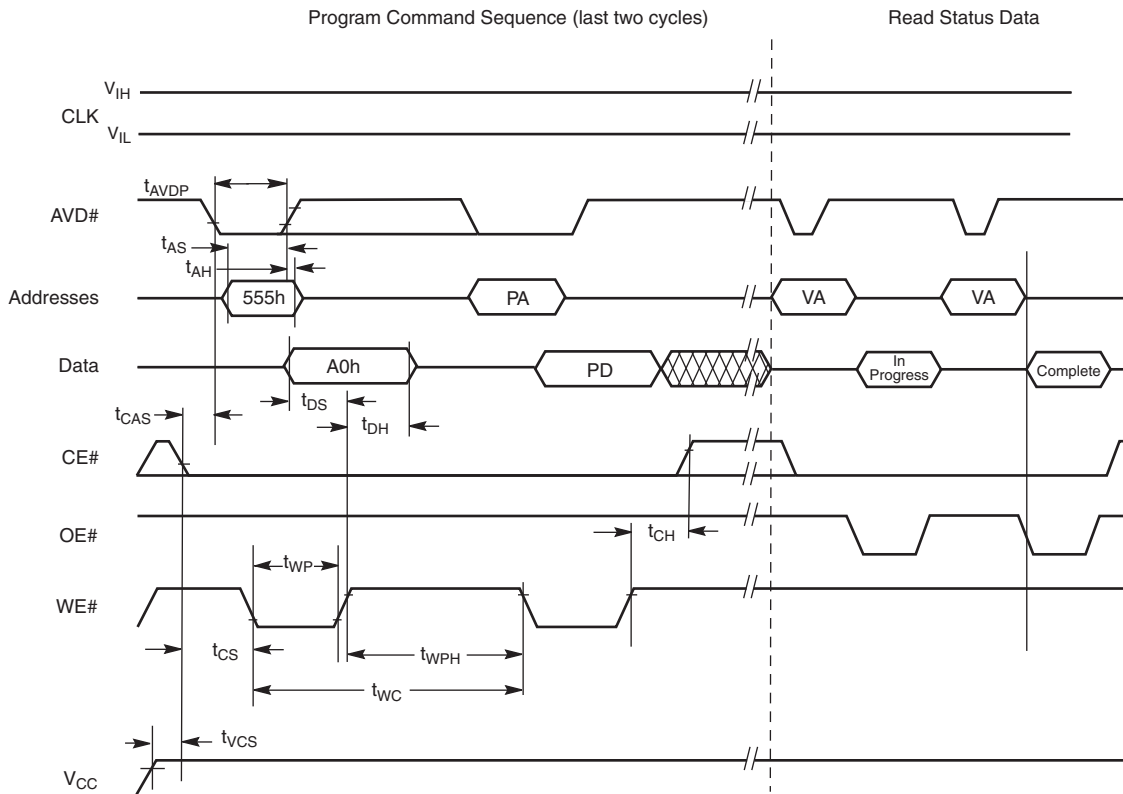 Program Command Sequence (last two cycles)
Read Status Data
VIH
CLK
VIL
tAVDP
AVD#
tAS
tAH
Addresses
555h
PA
VA
VA
Data
A0h
PD
In
Progress
Complete
tDS
tCAS
tDH
CE#
OE#
tCH
tWP
WE#
tCS
tWPH
tWC
tVCS
VCC